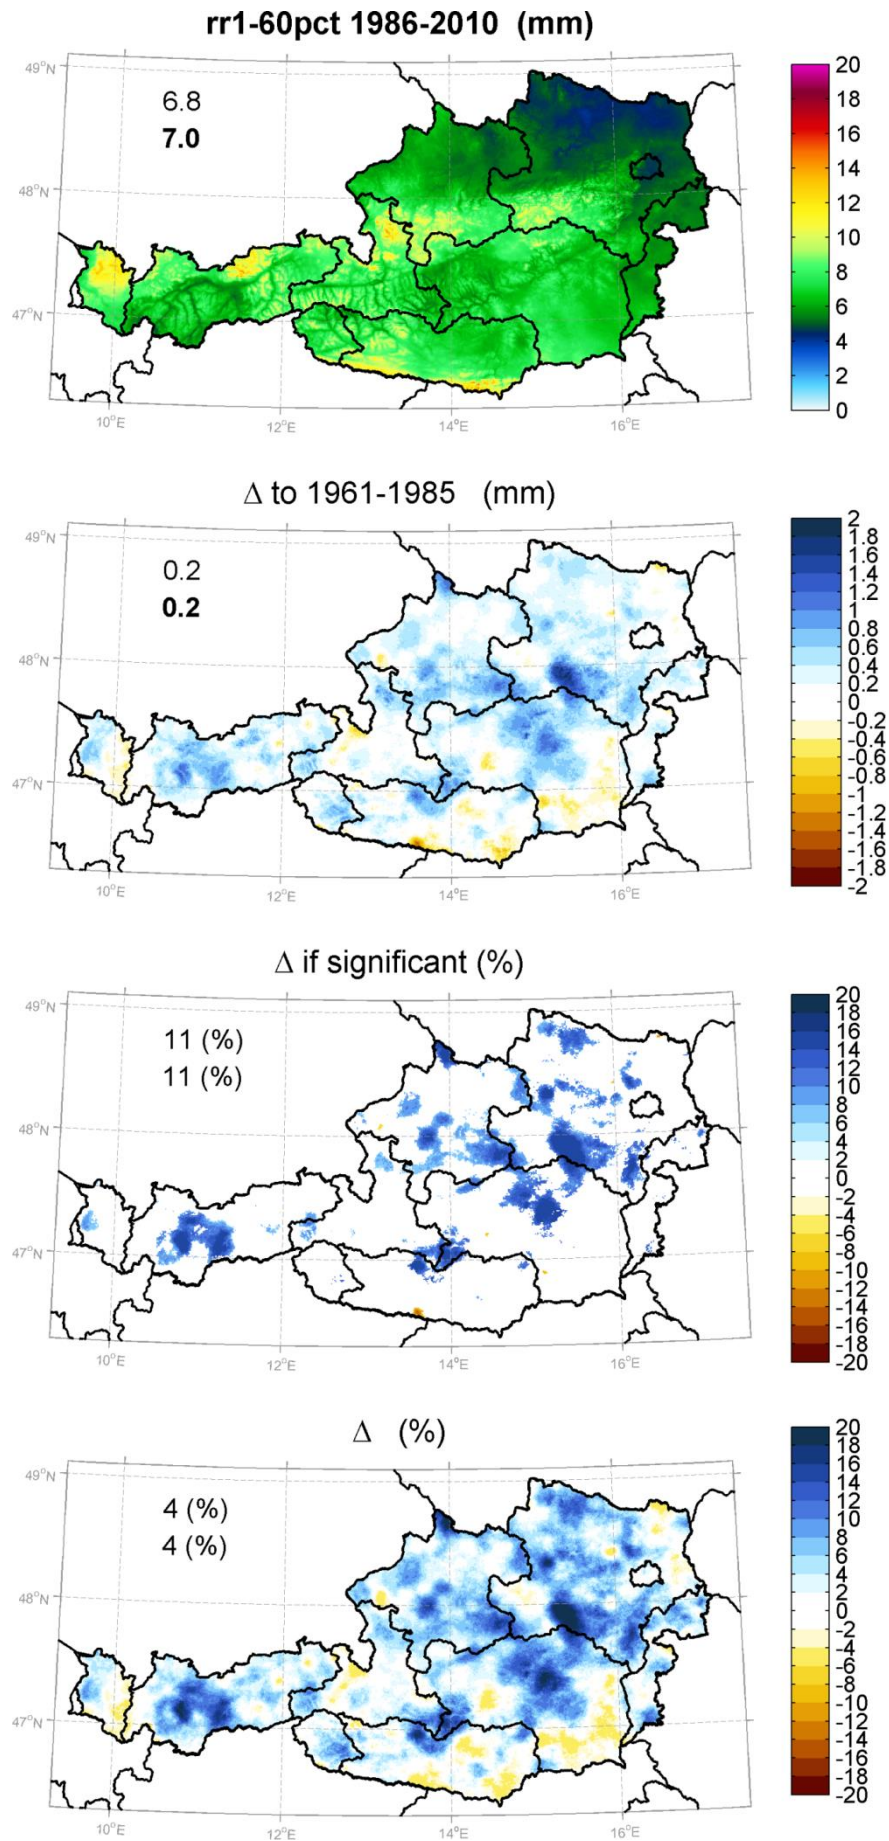 rr1-60pct 1986-2010 (mm)
49°N
48°N
47°N
6.8
7.0
10°E
12°E
14°E
16°E
20
18
16
14
12
10
8
6
4
2
0
Δ to 1961-1985 (mm)
49°N
48°N
47°N
0.2
0.2
10°E
12°E
14°E
16°E
2
1.8
1.6
1.4
1.2
1
0.8
0.6
0.4
0.2
0
-0.2
-0.4
-0.6
-0.8
-1
-1.2
-1.4
-1.6
-1.8
-2
Δ if significant (%)
49°N
48°N
47°N
11 (%)
11 (%)
10°E
12°E
14°E
16°E
20
18
16
14
12
10
8
6
4
2
0
-2
-4
-6
-8
-10
-12
-14
-16
-18
-20
Δ (%)
49°N
48°N
47°N
4 (%)
4 (%)
10°E
12°E
14°E
16°E
20
18
16
14
12
10
8
6
4
2
0
-2
-4
-6
-8
-10
-12
-14
-16
-18
-20